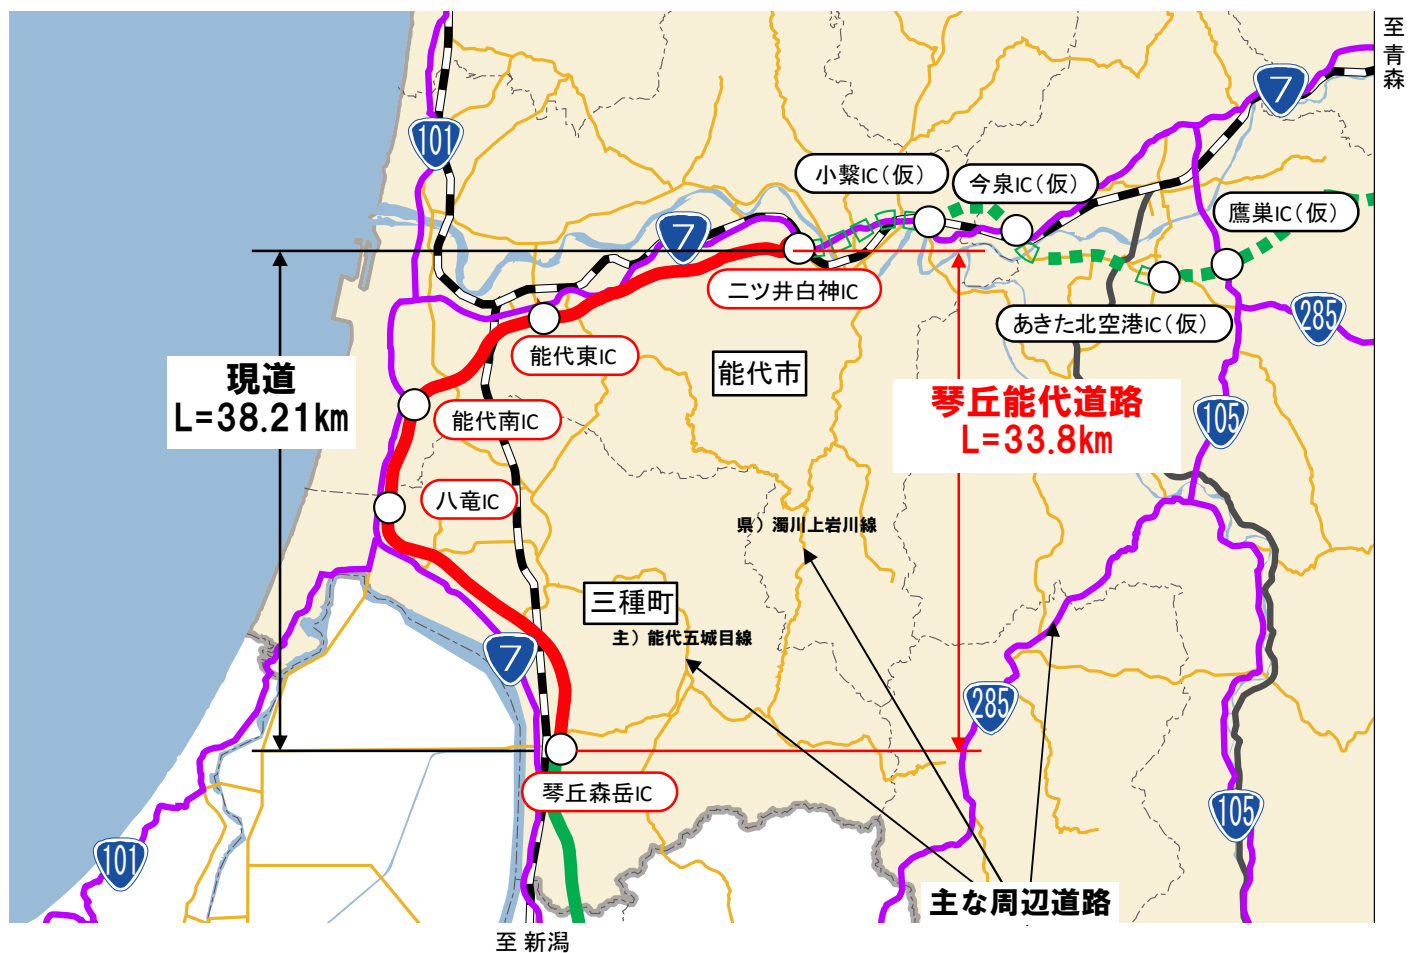 至
青
森
7
101
小繋IC(仮)
今泉IC(仮)
鷹巣IC(仮)
7
二ツ井白神IC
あきた北空港IC(仮)
285
能代東IC
能代市
現道
L=38.21km
琴丘能代道路
L=33.8km
能代南IC
105
八竜IC
県）濁川上岩川線
三種町
主）能代五城目線
7
285
琴丘森岳IC
105
101
主な周辺道路
至 新潟